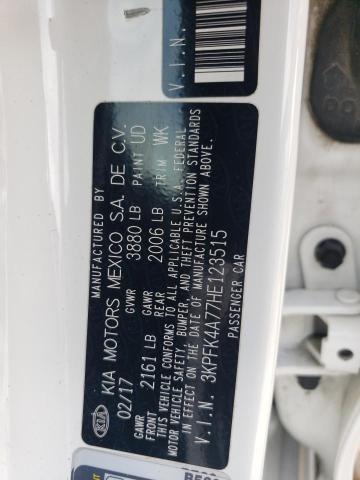 MANUFACTURED BY
KIA KIA MOTORS MEXICO S.A. DE C.V.
02/17 GVWR 3880 LB PAINT UD
GAWR FRONT 2161 LB GAWR REAR 2006 LB TRIM WK
THIS VEHICLE CONFORMS TO ALL APPLICABLE U.S.A. FEDERAL
MOTOR VEHICLE SAFETY, BUMPER, AND THEFT PREVENTION STANDARDS
IN EFFECT ON THE DATE OF MANUFACTURE SHOWN ABOVE.
V.I.N. 3KPFK4A77HE129515
PASSENGER CAR
V.I.N.